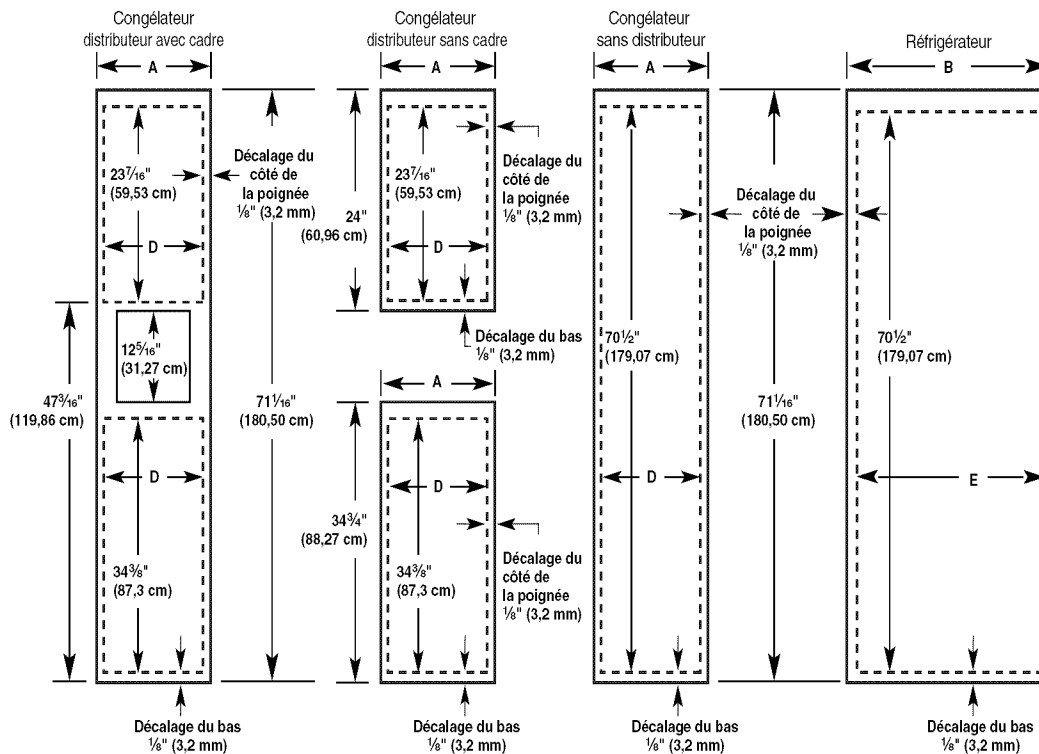 Congélateur
distributeur avec cadre
A
23⁷⁄₁₆"
(59,53 cm)
D
Décalage du
côté de
la poignée
⅛" (3,2 mm)
12⁵⁄₁₆"
(31,27 cm)
47³⁄₁₆"
(119,86 cm)
71¹⁄₁₆"
(180,50 cm)
D
34⅜"
(87,3 cm)
Décalage du bas
⅛" (3,2 mm)
Congélateur
distributeur sans cadre
A
23⁷⁄₁₆"
(59,53 cm)
24"
(60,96 cm)
D
Décalage du
côté de
la poignée
⅛" (3,2 mm)
Décalage du bas
⅛" (3,2 mm)
A
D
34¾"
(88,27 cm)
34⅜"
(87,3 cm)
Décalage du
côté de
la poignée
⅛" (3,2 mm)
Décalage du bas
⅛" (3,2 mm)
Congélateur
sans distributeur
A
70½"
(179,07 cm)
D
Décalage du
côté de
la poignée
⅛" (3,2 mm)
71¹⁄₁₆"
(180,50 cm)
Décalage du bas
⅛" (3,2 mm)
Réfrigérateur
B
70½"
(179,07 cm)
E
Décalage du bas
⅛" (3,2 mm)